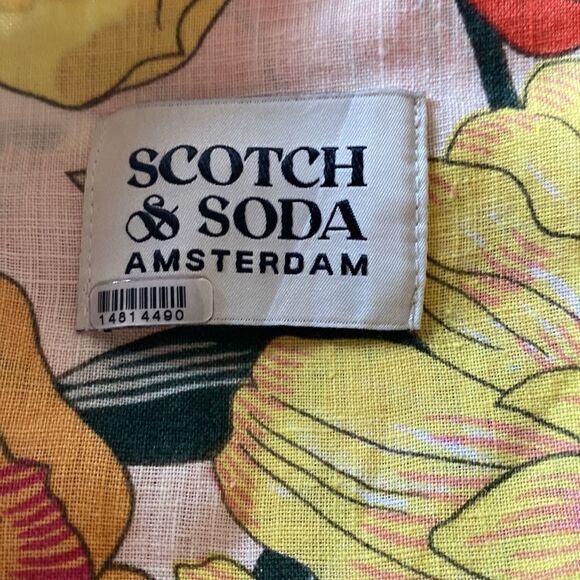 SCOTCH
& SODA
AMSTERDAM
14814490